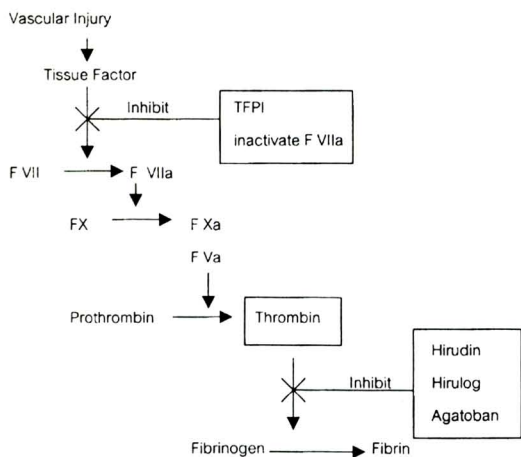 Vascular Injury
Tissue Factor
Inhibit
TFPI
inactivate F VIIa
F VII
F VIIa
FX
F Xa
F Va
Prothrombin
Thrombin
Inhibit
Hirudin
Hirulog
Agatoban
Fibrinogen
Fibrin